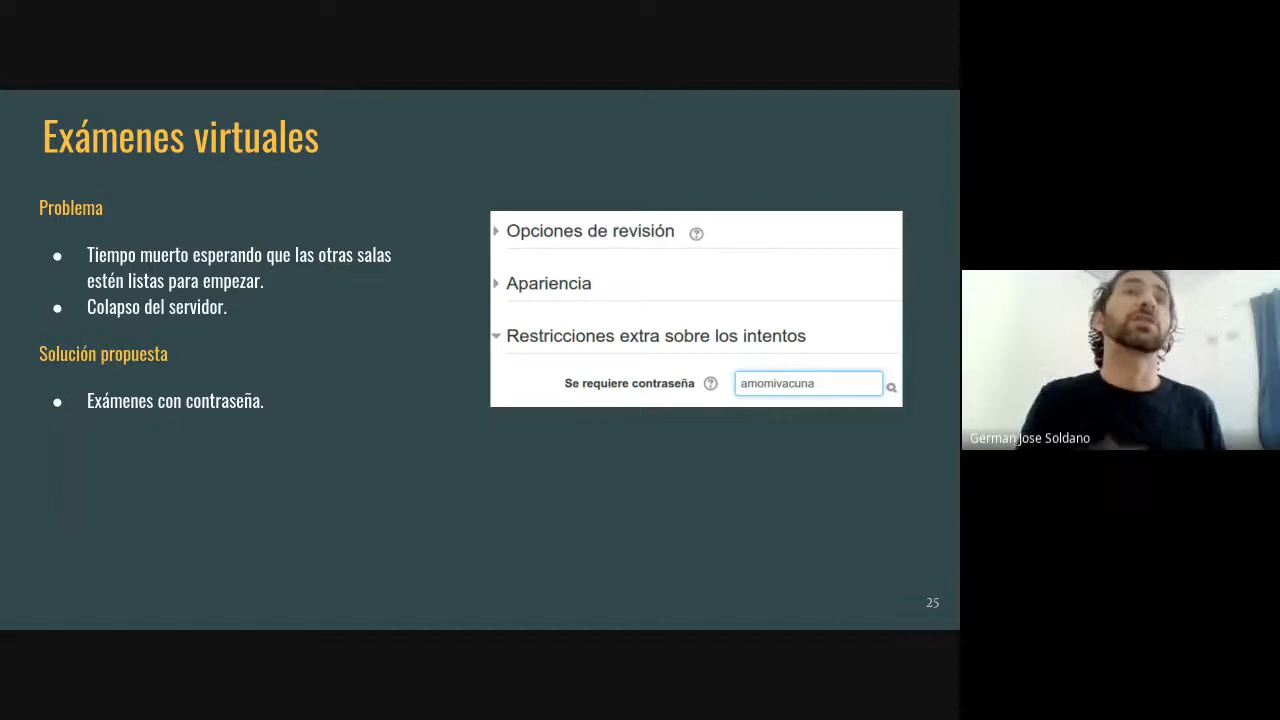 Exámenes virtuales
Problema
● Tiempo muerto esperando que las otras salas
estén listas para empezar.
● Colapso del servidor.
Solución propuesta
● Exámenes con contraseña.
Opciones de revisión
Apariencia
Restricciones extra sobre los intentos
Se requiere contraseña amomivacuna
25
German Jose Soldano